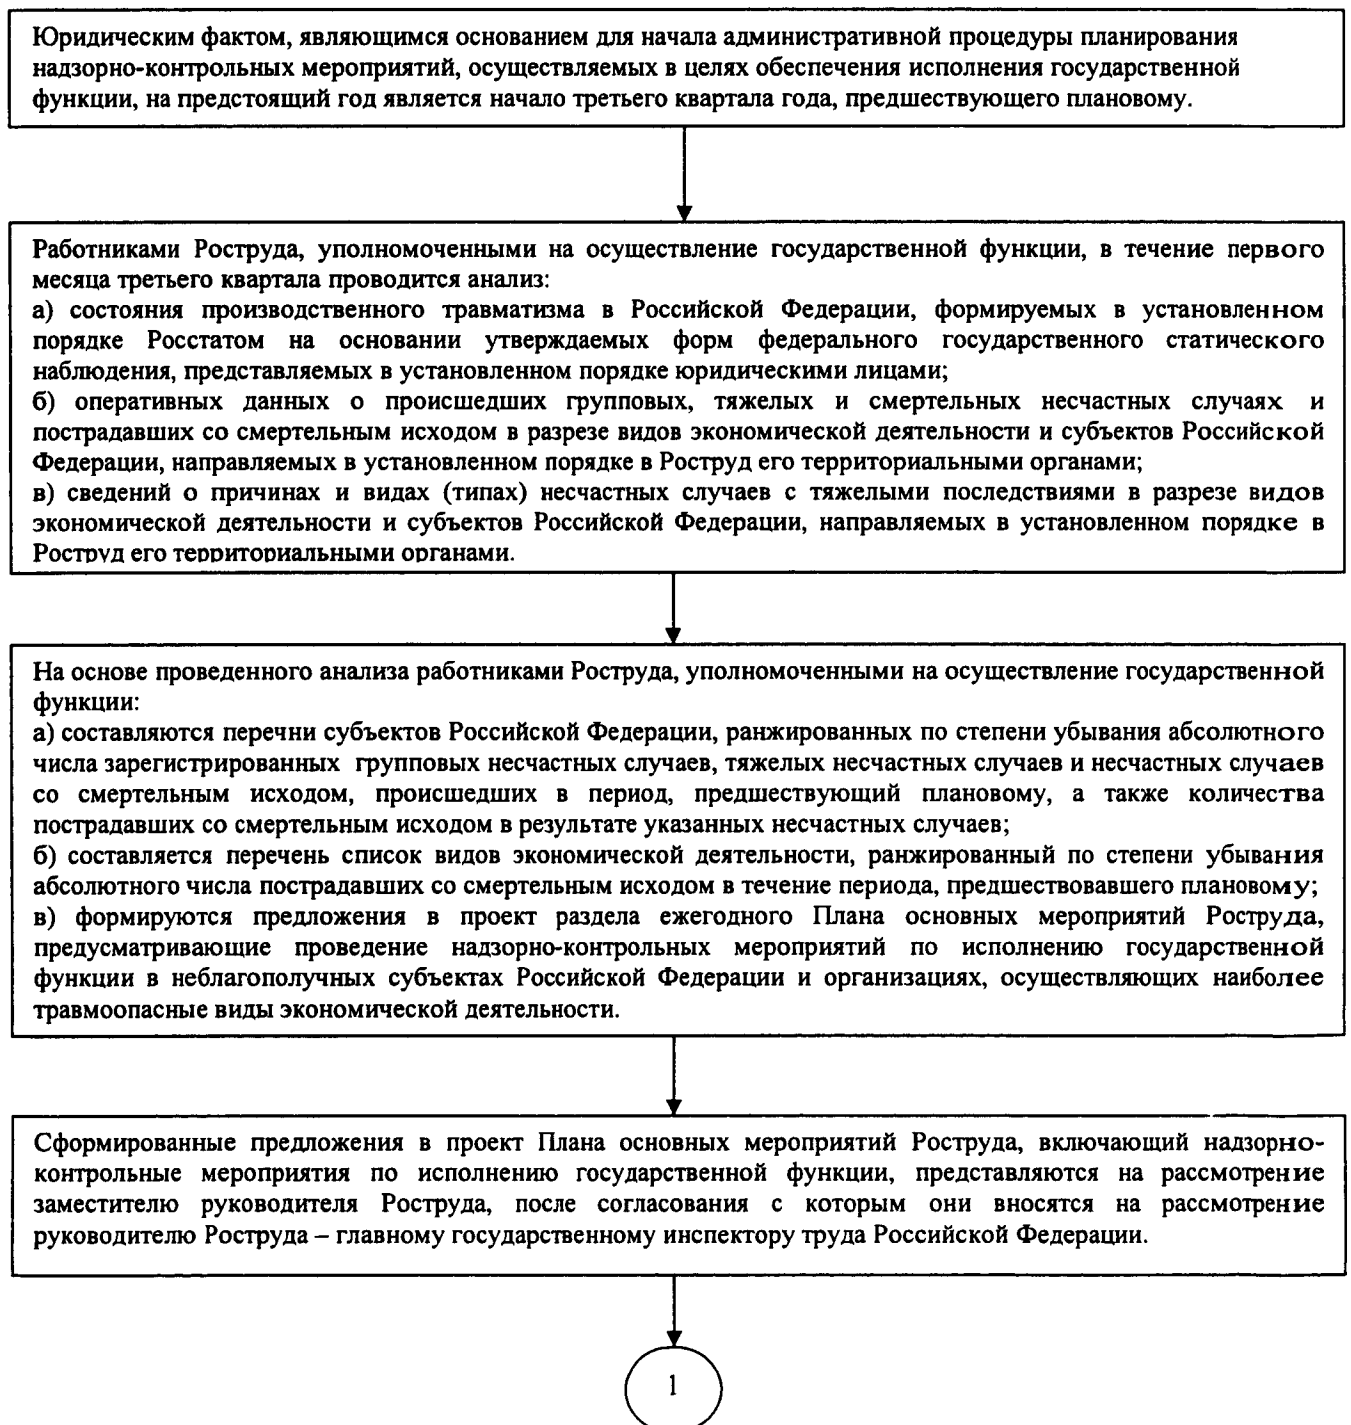 Юридическим фактом, являющимся основанием для начала административной процедуры планирования
надзорно-контрольных мероприятий, осуществляемых в целях обеспечения исполнения государственной
функции, на предстоящий год является начало третьего квартала года, предшествующего плановому.
Работниками Роструда, уполномоченными на осуществление государственной функции, в течение первого
месяца третьего квартала проводится анализ:
а) состояния производственного травматизма в Российской Федерации, формируемых в установленном
порядке Росстатом на основании утверждаемых форм федерального государственного статического
наблюдения, представляемых в установленном порядке юридическими лицами;
б) оперативных данных о происшедших групповых, тяжелых и смертельных несчастных случаях и
пострадавших со смертельным исходом в разрезе видов экономической деятельности и субъектов Российской
Федерации, направляемых в установленном порядке в Роструд его территориальными органами;
в) сведений о причинах и видах (типах) несчастных случаев с тяжелыми последствиями в разрезе видов
экономической деятельности и субъектов Российской Федерации, направляемых в установленном порядке в
Роструд его территориальными органами.
На основе проведенного анализа работниками Роструда, уполномоченными на осуществление государственной
функции:
а) составляются перечни субъектов Российской Федерации, ранжированных по степени убывания абсолютного
числа зарегистрированных групповых несчастных случаев, тяжелых несчастных случаев и несчастных случаев
со смертельным исходом, происшедших в период, предшествующий плановому, а также количества
пострадавших со смертельным исходом в результате указанных несчастных случаев;
б) составляется перечень список видов экономической деятельности, ранжированный по степени убывания
абсолютного числа пострадавших со смертельным исходом в течение периода, предшествовавшего плановому;
в) формируются предложения в проект раздела ежегодного Плана основных мероприятий Роструда,
предусматривающие проведение надзорно-контрольных мероприятий по исполнению государственной
функции в неблагополучных субъектах Российской Федерации и организациях, осуществляющих наиболее
травмоопасные виды экономической деятельности.
Сформированные предложения в проект Плана основных мероприятий Роструда, включающий надзорно-
контрольные мероприятия по исполнению государственной функции, представляются на рассмотрение
заместителю руководителя Роструда, после согласования с которым они вносятся на рассмотрение
руководителю Роструда – главному государственному инспектору труда Российской Федерации.
1